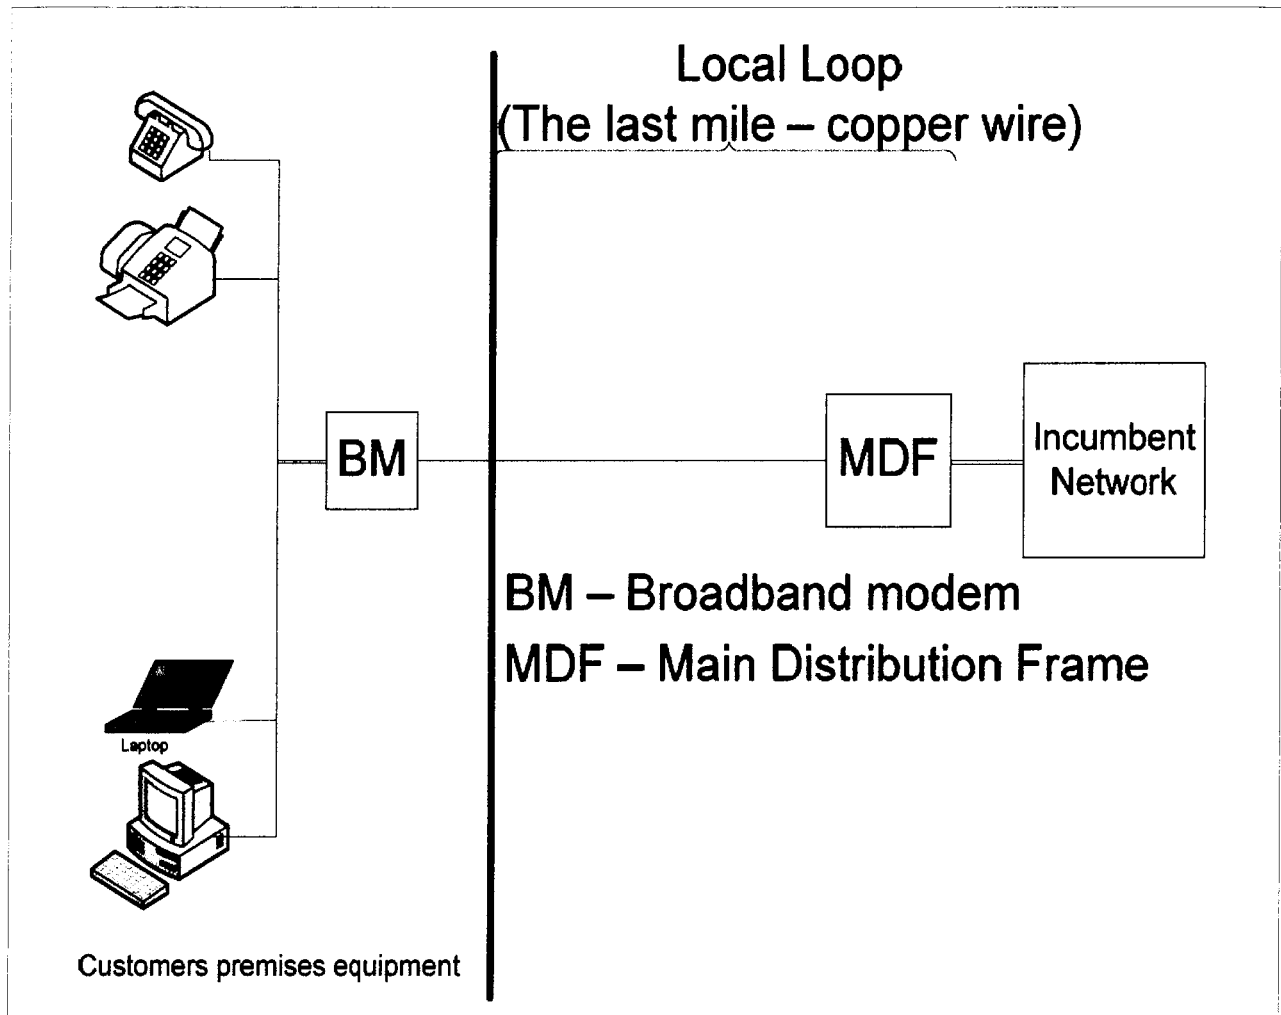 Local Loop
(The last mile – copper wire)
BM
MDF
Incumbent
Network
BM – Broadband modem
MDF – Main Distribution Frame
Laptop
Customers premises equipment